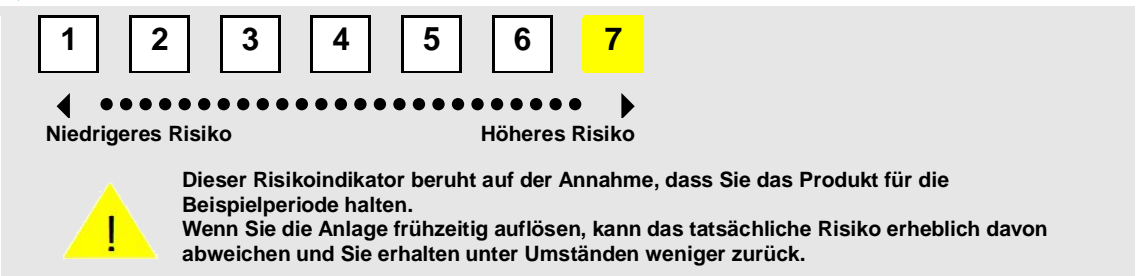 1 2 3 4 5 6 7
Niedrigeres Risiko Höheres Risiko
!
Dieser Risikoindikator beruht auf der Annahme, dass Sie das Produkt für die
Beispielperiode halten.
Wenn Sie die Anlage frühzeitig auflösen, kann das tatsächliche Risiko erheblich davon
abweichen und Sie erhalten unter Umständen weniger zurück.